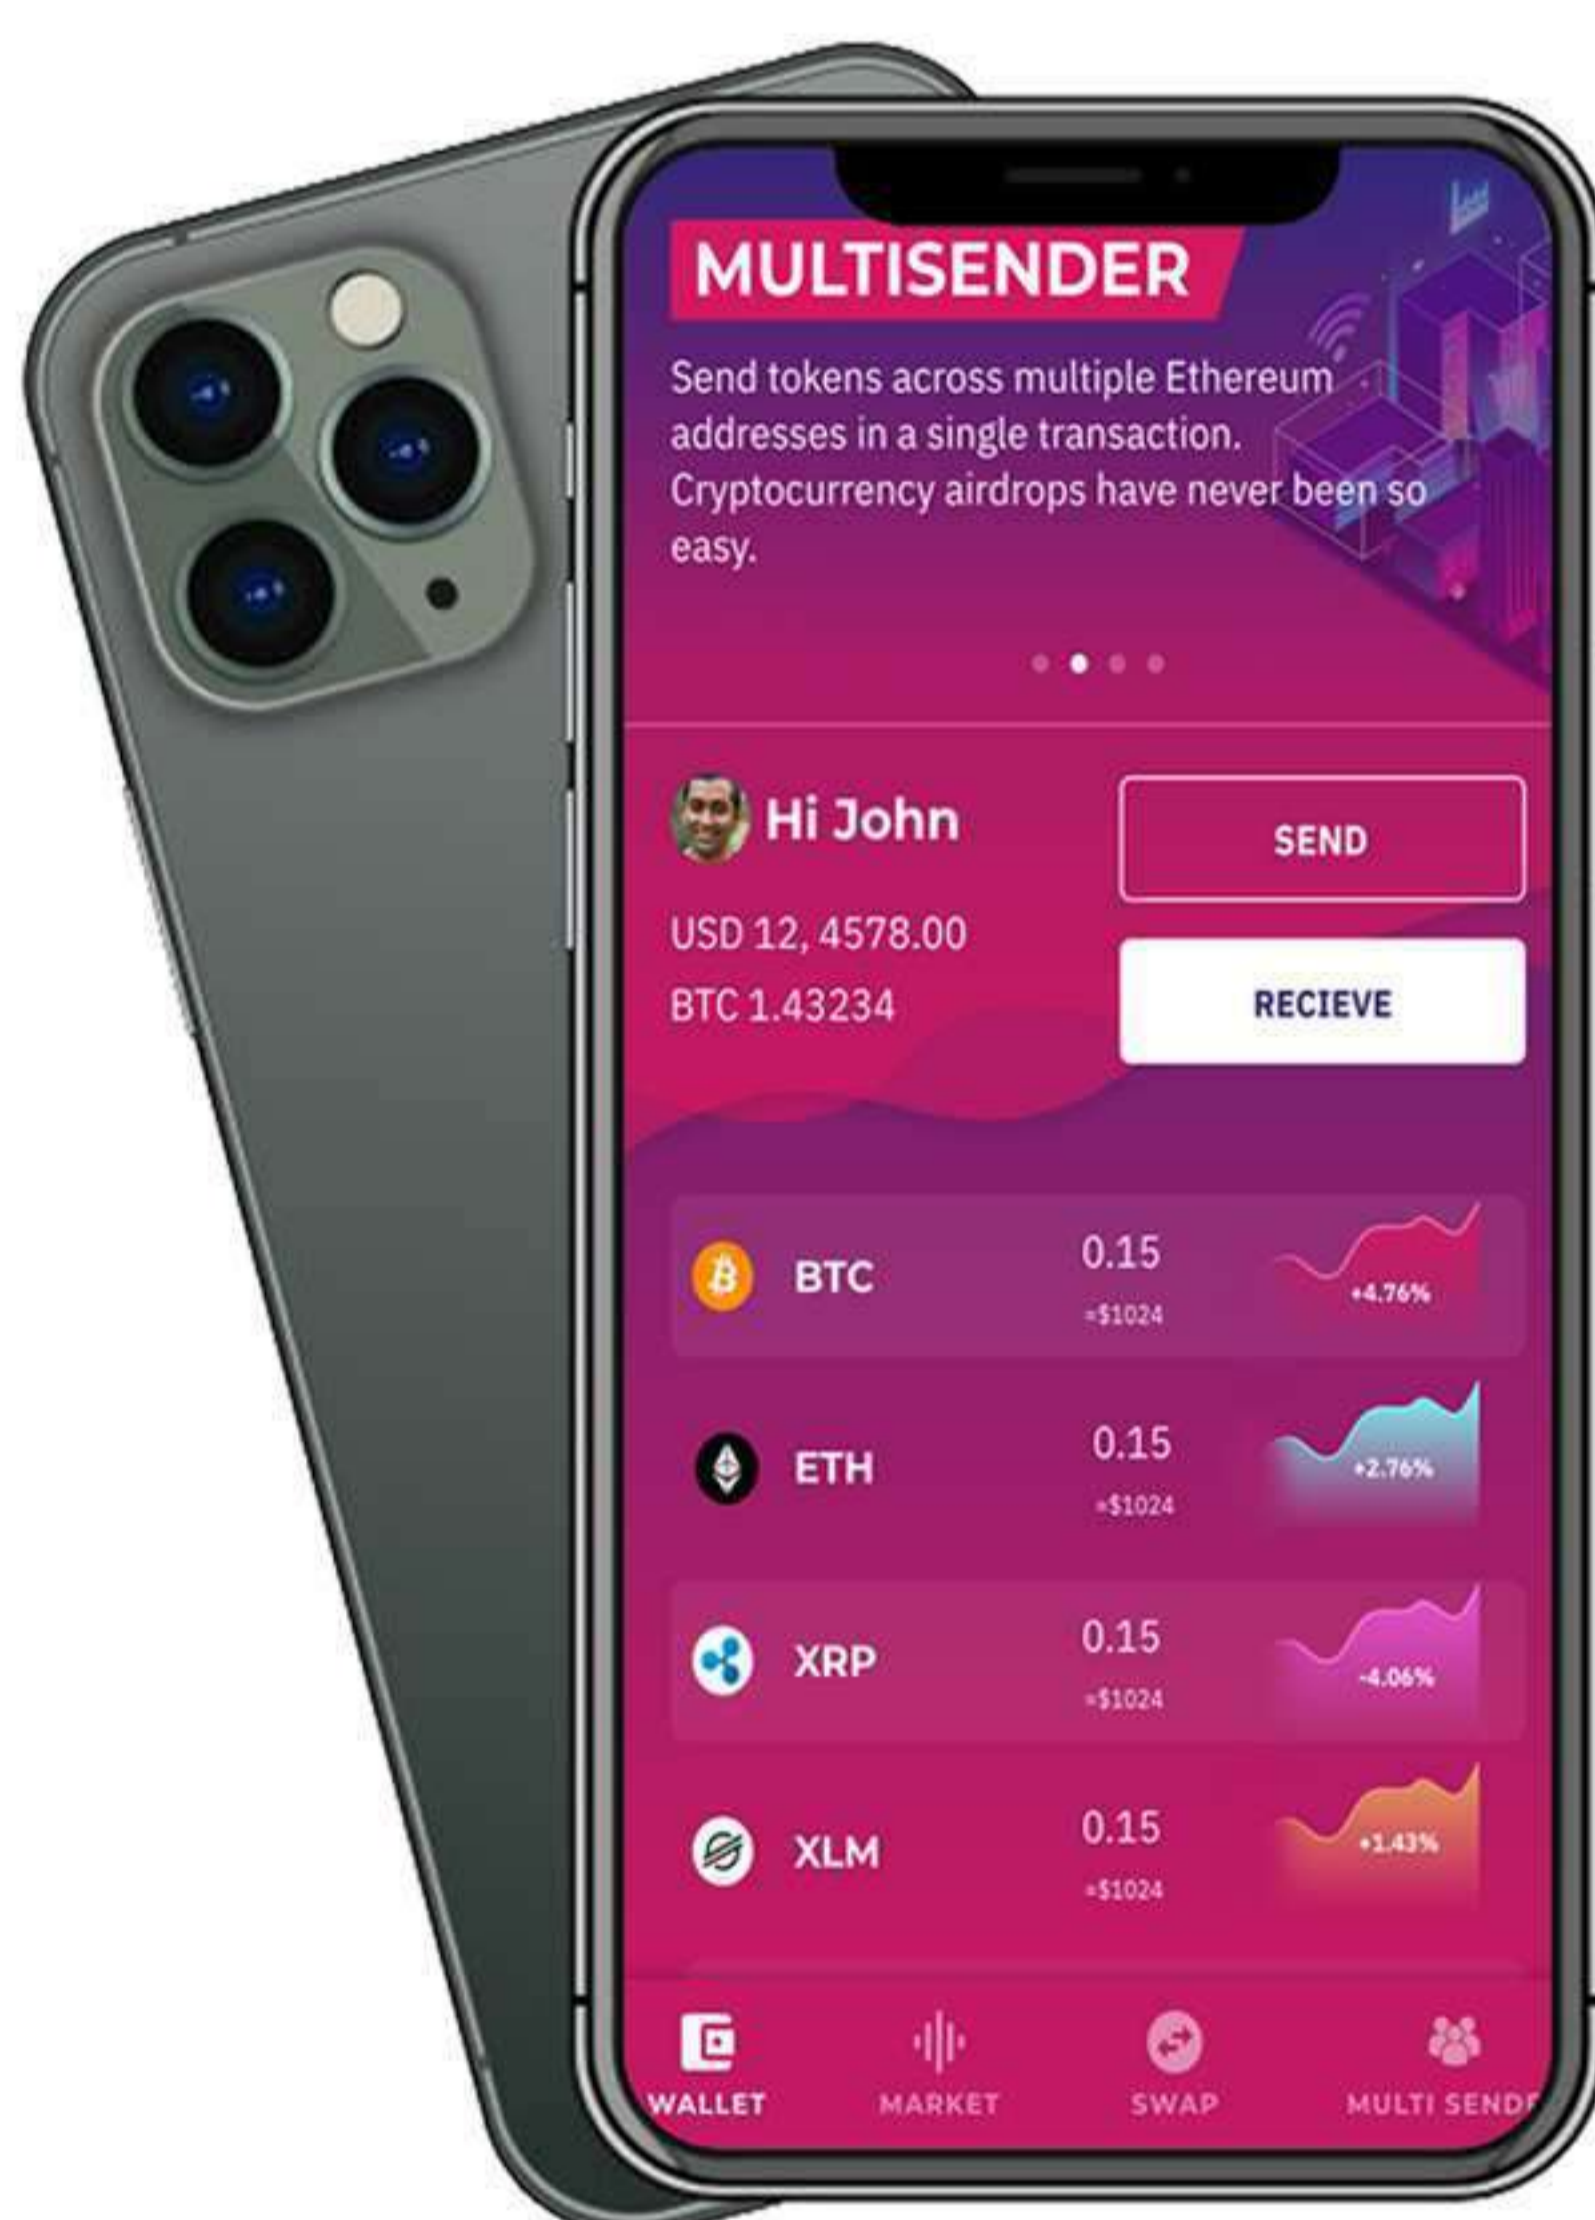 MULTISENDER
Send tokens across multiple Ethereum
addresses in a single transaction.
Cryptocurrency airdrops have never been so
easy.
Hi John
SEND
USD 12, 4578.00
RECIEVE
BTC 1.43234
BTC
0.15
≈$1024
+4.76%
ETH
0.15
≈$1024
+2.76%
XRP
0.15
≈$1024
-4.06%
XLM
0.15
≈$1024
+1.43%
WALLET
MARKET
SWAP
MULTI SENDE